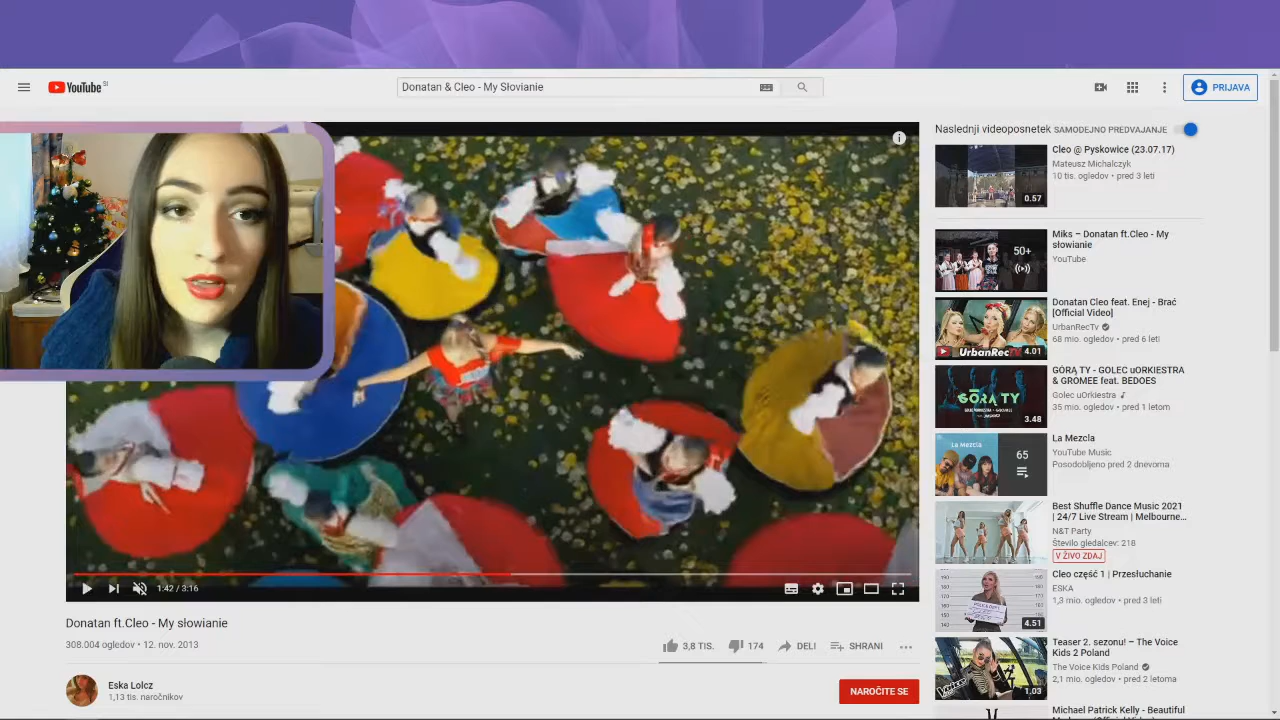 YouTube SI
Donatan & Cleo - My Słowianie
PRIJAVA
1:42 / 3:16
Donatan ft.Cleo - My słowianie
308.004 ogledov • 12. nov. 2013
3,8 TIS.
174
DELI
SHRANI
Eska Lolcz
1,13 tis. naročnikov
NAROČITE SE
Naslednji videoposnetek
SAMODEJNO PREDVAJANJE
0.57
Cleo @ Pyskowice (23.07.17)
Mateusz Michalczyk
10 tis. ogledov • pred 3 leti
50+
Miks – Donatan ft.Cleo - My
słowianie
YouTube
UrbanRecTv
4.01
Donatan Cleo feat. Enej - Brać
[Official Video]
UrbanRecTv
68 mio. ogledov • pred 6 leti
GÓRĄ TY
3.48
GÓRĄ TY - GOLEC uORKIESTRA
& GROMEE feat. BEDOES
Golec uOrkiestra
35 mio. ogledov • pred 1 letom
La Mezcla
65
La Mezcla
YouTube Music
Posodobljeno pred 2 dnevoma
Best Shuffle Dance Music 2021
| 24/7 Live Stream | Melbourne...
N&T Party
Število gledalcev: 218
V ŽIVO ZDAJ
4.51
Cleo część 1 | Przesłuchanie
ESKA
1,3 mio. ogledov • pred 3 leti
1.03
Teaser 2. sezonu! – The Voice
Kids 2 Poland
The Voice Kids Poland
2,1 mio. ogledov • pred 2 letoma
Michael Patrick Kelly - Beautiful